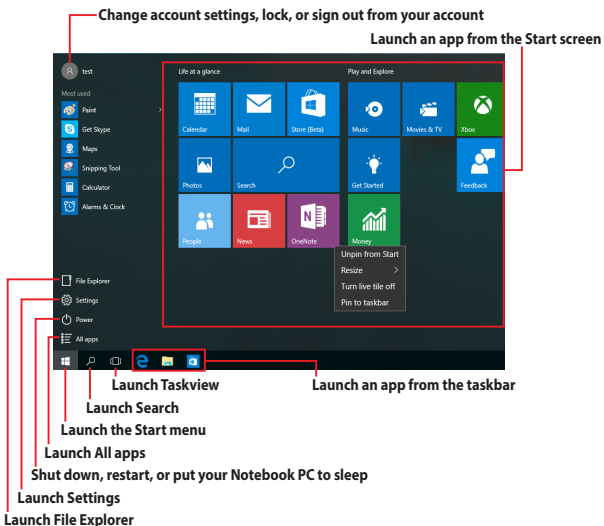 Change account settings, lock, or sign out from your account
Launch an app from the Start screen
test
Life at a glance
Play and Explore
Most used
Paint
Get Skype
Maps
Snipping Tool
Calculator
Alarms & Clock
Calendar
Mail
Store (Beta)
Music
Movies & TV
Xbox
Photos
Search
Get Started
Feedback
People
News
OneNote
Money
Unpin from Start
Resize
Turn live tile off
Pin to taskbar
File Explorer
Settings
Power
All apps
Launch Taskview
Launch an app from the taskbar
Launch Search
Launch the Start menu
Launch All apps
Shut down, restart, or put your Notebook PC to sleep
Launch Settings
Launch File Explorer